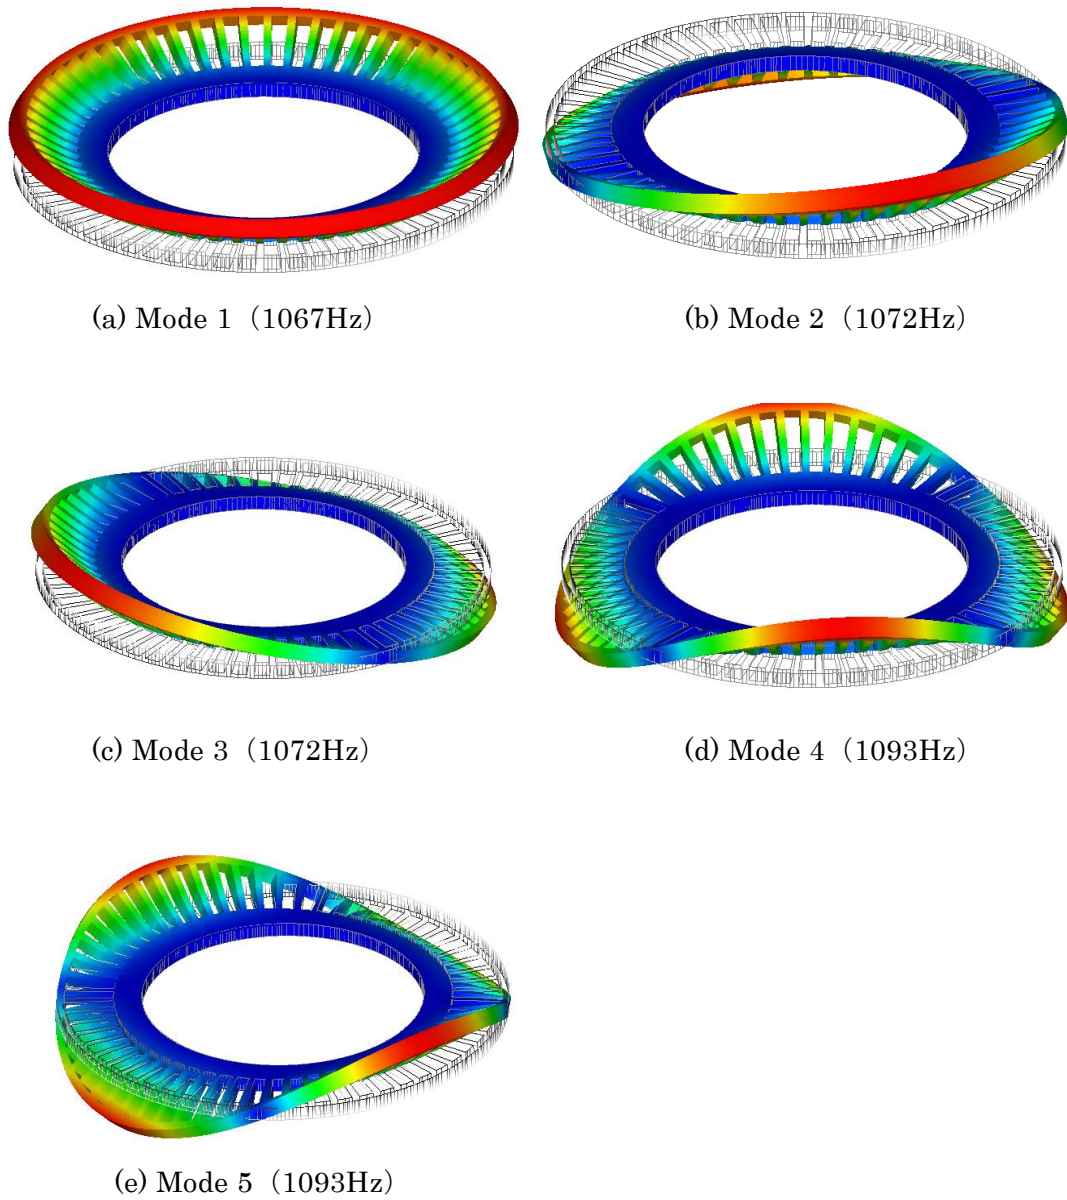 (a) Mode 1（1067Hz）
(b) Mode 2（1072Hz）
(c) Mode 3（1072Hz）
(d) Mode 4（1093Hz）
(e) Mode 5（1093Hz）